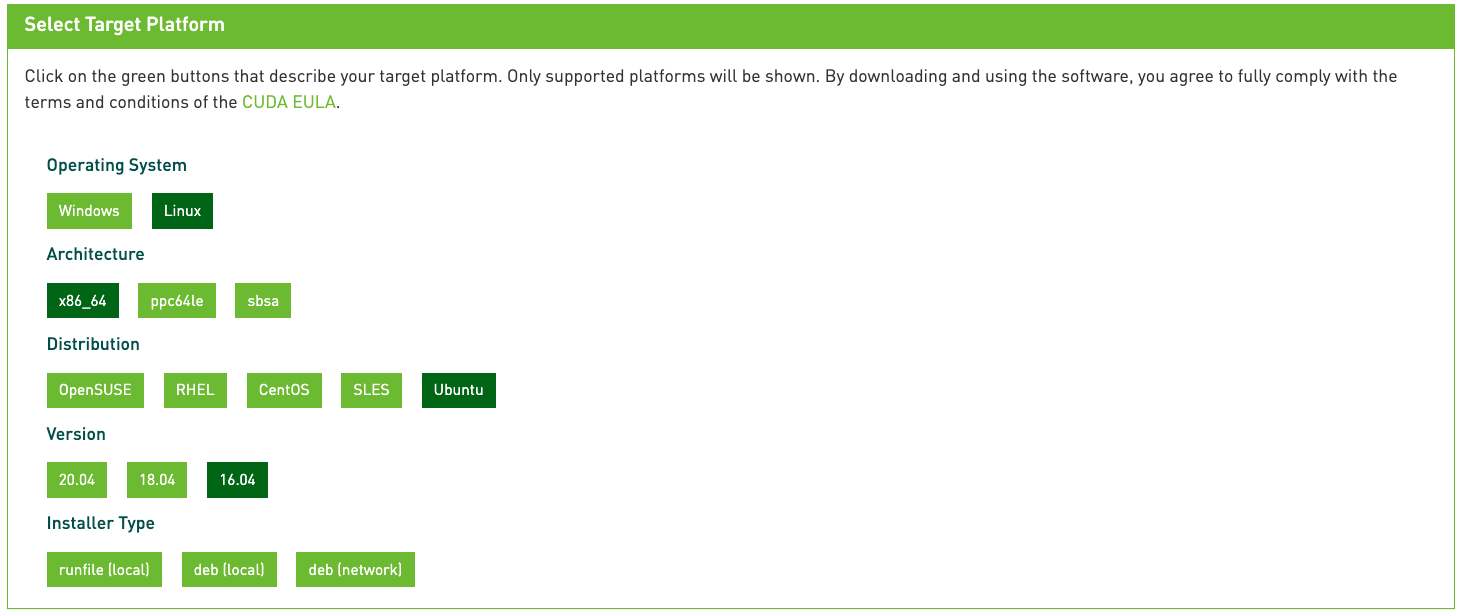 Select Target Platform
Click on the green buttons that describe your target platform. Only supported platforms will be shown. By downloading and using the software, you agree to fully comply with the
terms and conditions of the CUDA EULA.
Operating System
Windows Linux
Architecture
x86_64 ppc64le sbsa
Distribution
OpenSUSE RHEL CentOS SLES Ubuntu
Version
20.04 18.04 16.04
Installer Type
runfile (local) deb (local) deb (network)